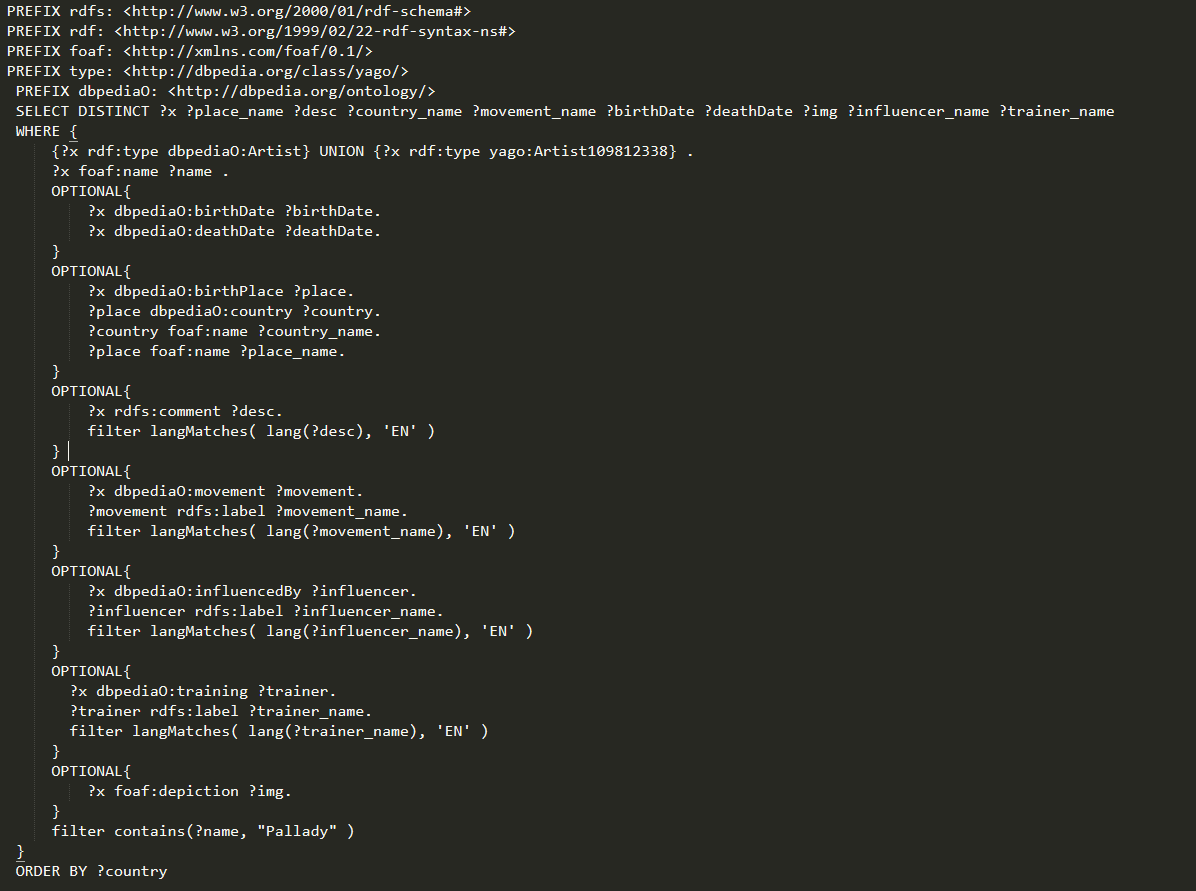 PREFIX rdfs: <http://www.w3.org/2000/01/rdf-schema#>
PREFIX rdf: <http://www.w3.org/1999/02/22-rdf-syntax-ns#>
PREFIX foaf: <http://xmlns.com/foaf/0.1/>
PREFIX type: <http://dbpedia.org/class/yago/>
PREFIX dbpediaO: <http://dbpedia.org/ontology/>
SELECT DISTINCT ?x ?place_name ?desc ?country_name ?movement_name ?birthDate ?deathDate ?img ?influencer_name ?trainer_name
WHERE {
{?x rdf:type dbpediaO:Artist} UNION {?x rdf:type yago:Artist109812338} .
?x foaf:name ?name .
OPTIONAL{
?x dbpediaO:birthDate ?birthDate.
?x dbpediaO:deathDate ?deathDate.
}
OPTIONAL{
?x dbpediaO:birthPlace ?place.
?place dbpediaO:country ?country.
?country foaf:name ?country_name.
?place foaf:name ?place_name.
}
OPTIONAL{
?x rdfs:comment ?desc.
filter langMatches( lang(?desc), 'EN' )
}
OPTIONAL{
?x dbpediaO:movement ?movement.
?movement rdfs:label ?movement_name.
filter langMatches( lang(?movement_name), 'EN' )
}
OPTIONAL{
?x dbpediaO:influencedBy ?influencer.
?influencer rdfs:label ?influencer_name.
filter langMatches( lang(?influencer_name), 'EN' )
}
OPTIONAL{
?x dbpediaO:training ?trainer.
?trainer rdfs:label ?trainer_name.
filter langMatches( lang(?trainer_name), 'EN' )
}
OPTIONAL{
?x foaf:depiction ?img.
}
filter contains(?name, "Pallady" )
}
ORDER BY ?country